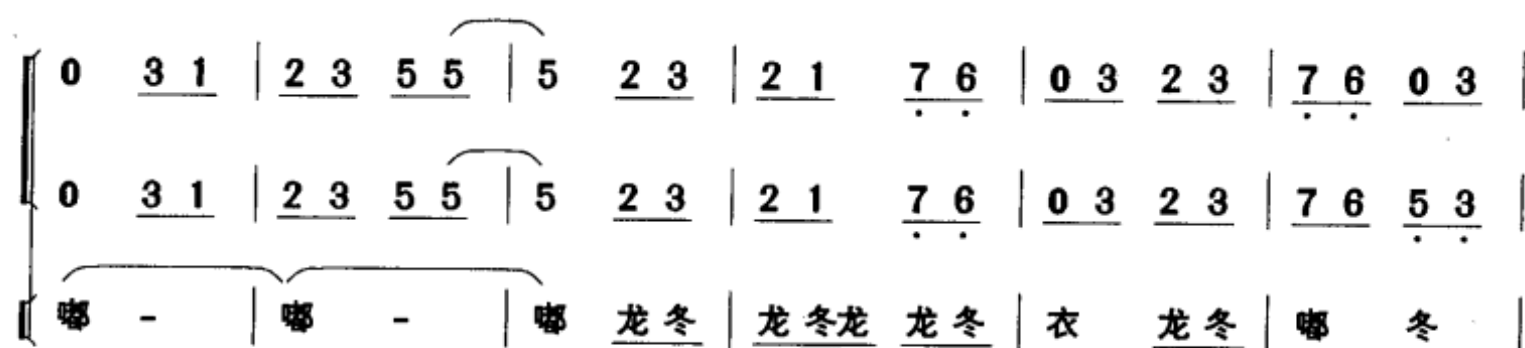 0 3 1 | 2 3 5 5 | 5 2 3 | 2 1 7 6 | 0 3 2 3 | 7 6 0 3 |
0 3 1 | 2 3 5 5 | 5 2 3 | 2 1 7 6 | 0 3 2 3 | 7 6 5 3 |
嘟 - | 嘟 - | 嘟 龙冬 | 龙冬龙 龙冬 | 衣 龙冬 | 嘟 冬 |